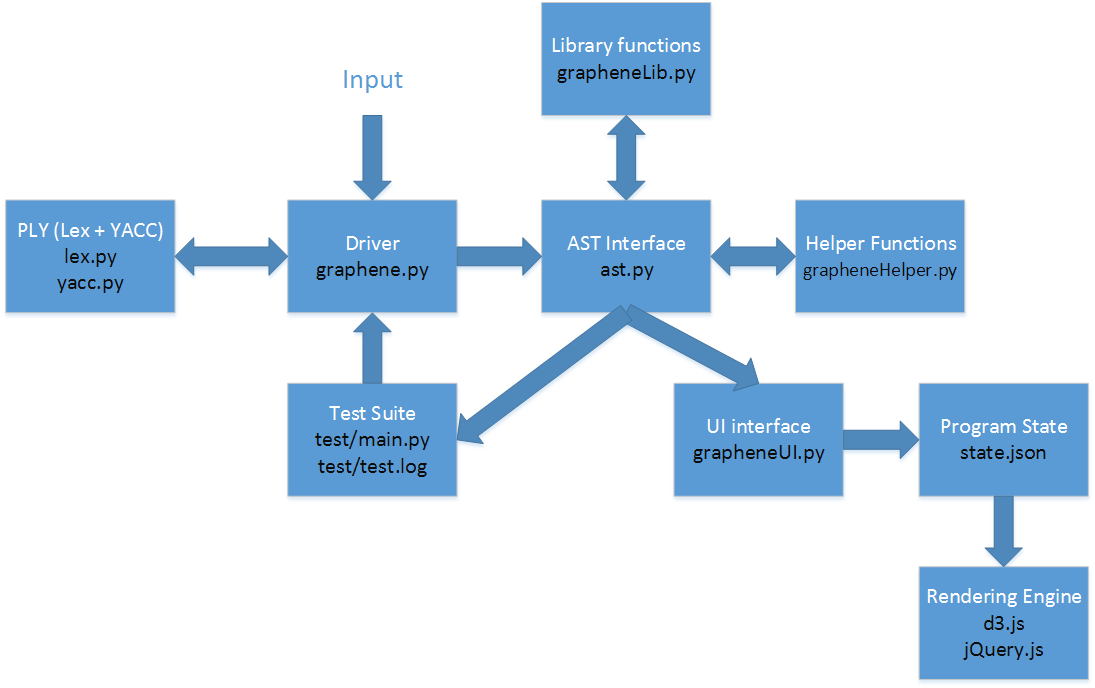 Library functions
grapheneLib.py
Input
PLY (Lex + YACC)
lex.py
yacc.py
Driver
graphene.py
AST Interface
ast.py
Helper Functions
grapheneHelper.py
Test Suite
test/main.py
test/test.log
UI interface
grapheneUI.py
Program State
state.json
Rendering Engine
d3.js
jQuery.js